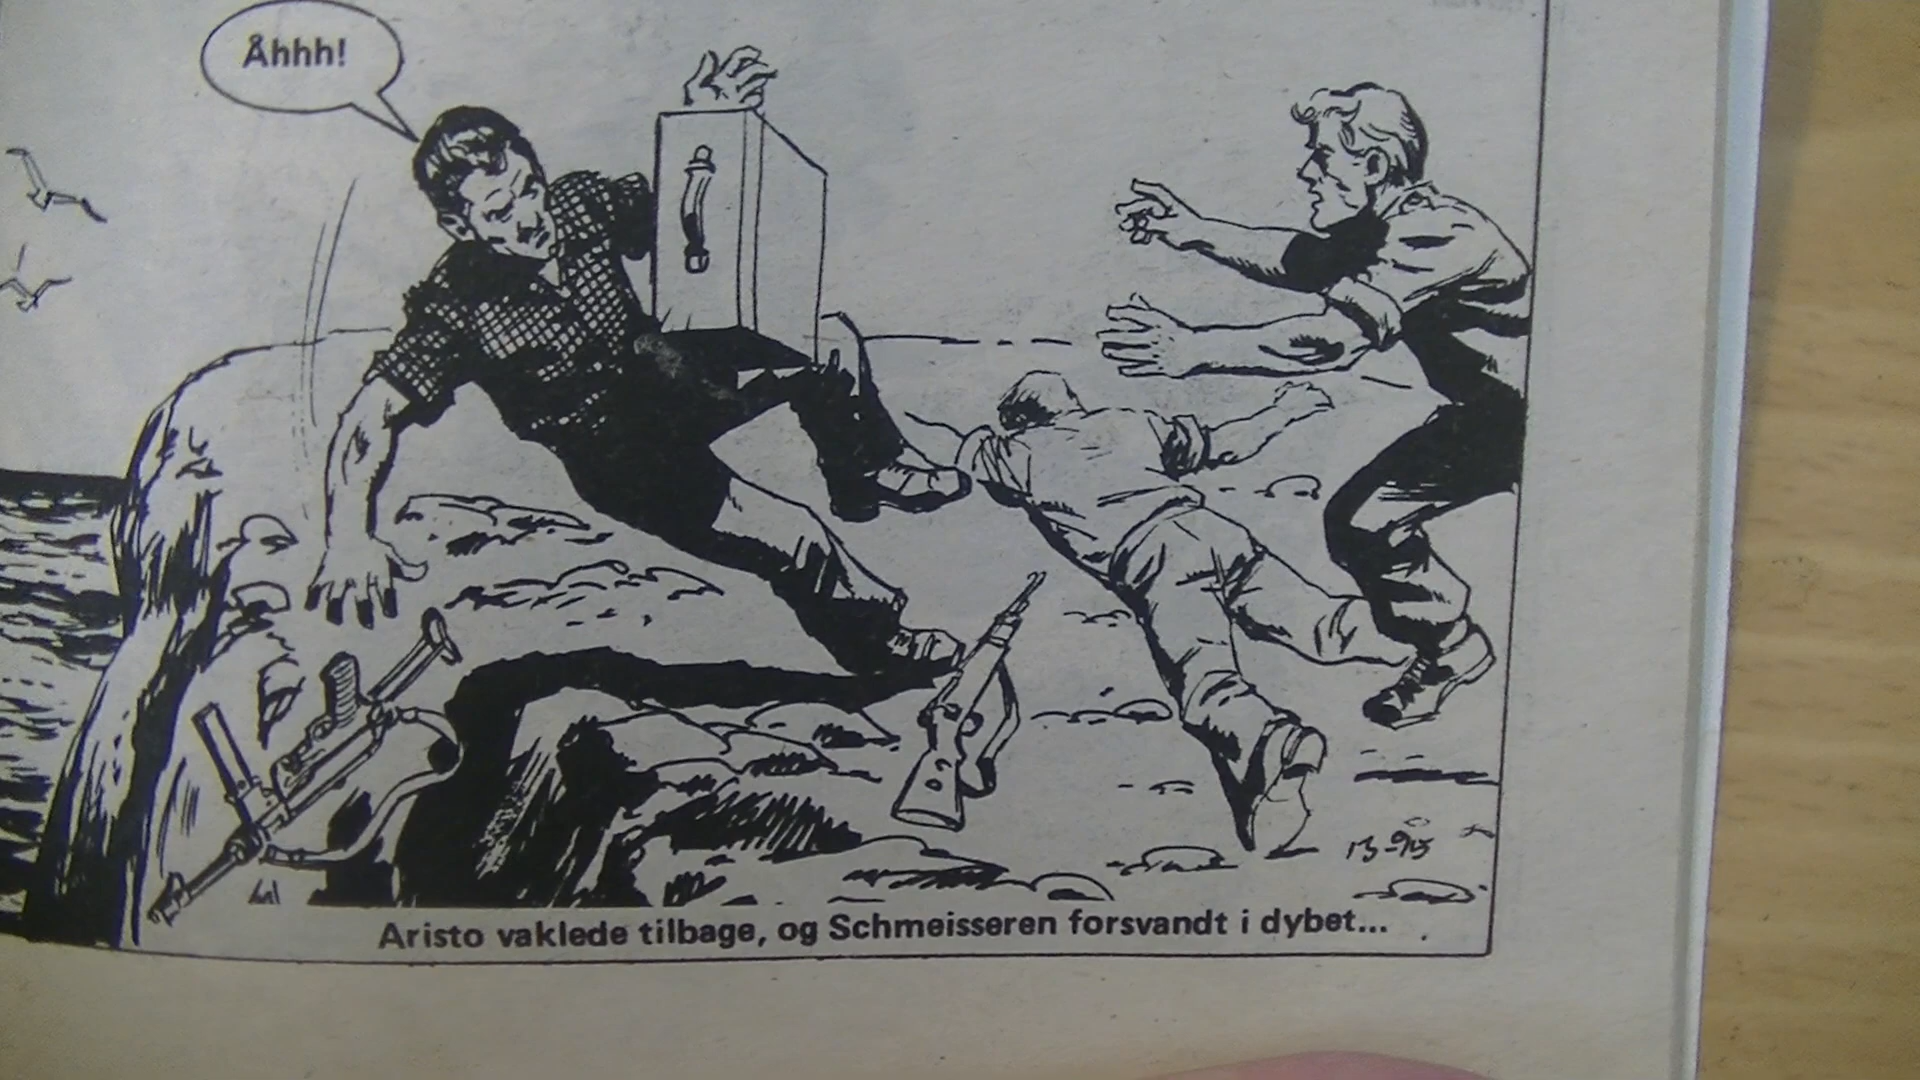 Åhhh!
Aristo vaklede tilbage, og Schmeisseren forsvandt i dybet...